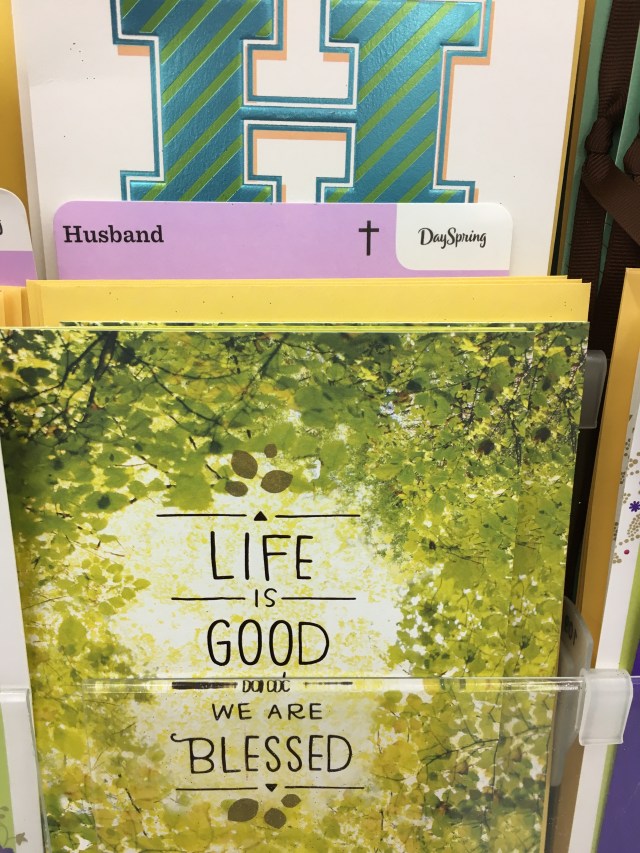 H
Husband
DaySpring
LIFE
IS
GOOD
WE ARE
BLESSED